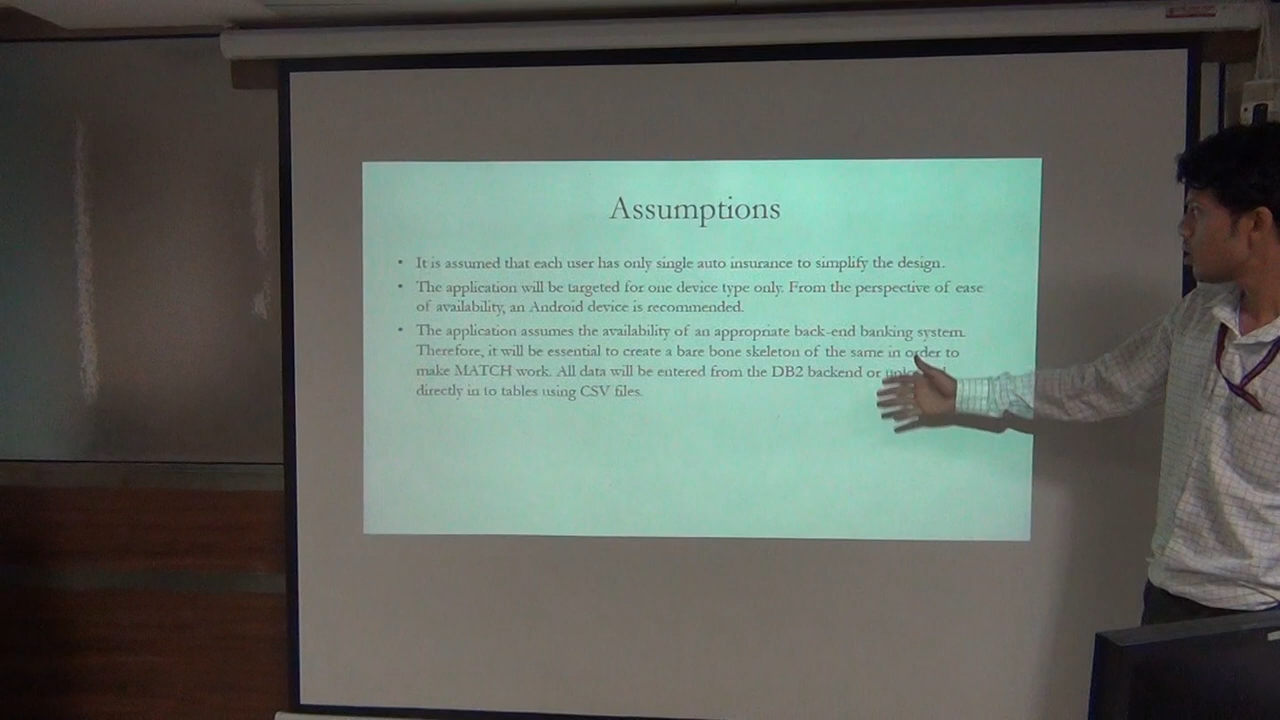 Assumptions
• It is assumed that each user has only single auto insurance to simplify the design.
• The application will be targeted for one device type only. From the perspective of ease
of availability, an Android device is recommended.
• The application assumes the availability of an appropriate back-end banking system.
Therefore, it will be essential to create a bare bone skeleton of the same in order to
make MATCH work. All data will be entered from the DB2 backend or
directly in to tables using CSV files.